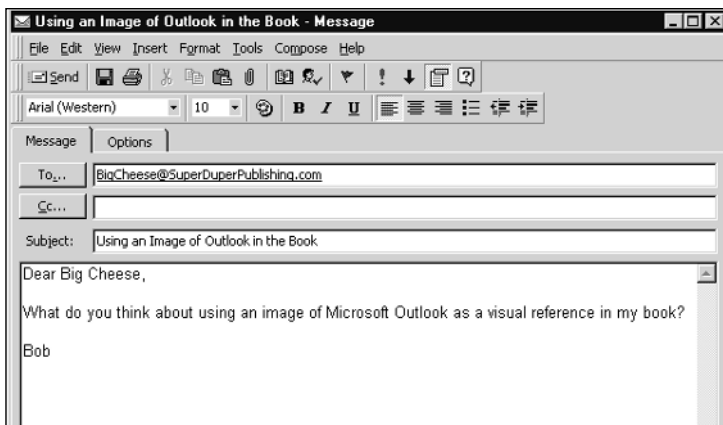 Using an Image of Outlook in the Book - Message
File Edit View Insert Format Tools Compose Help
Send
Arial (Western) 10 B I U
Message Options
To... BigCheese@SuperDuperPublishing.com
Cc...
Subject: Using an Image of Outlook in the Book
Dear Big Cheese,
What do you think about using an image of Microsoft Outlook as a visual reference in my book?
Bob